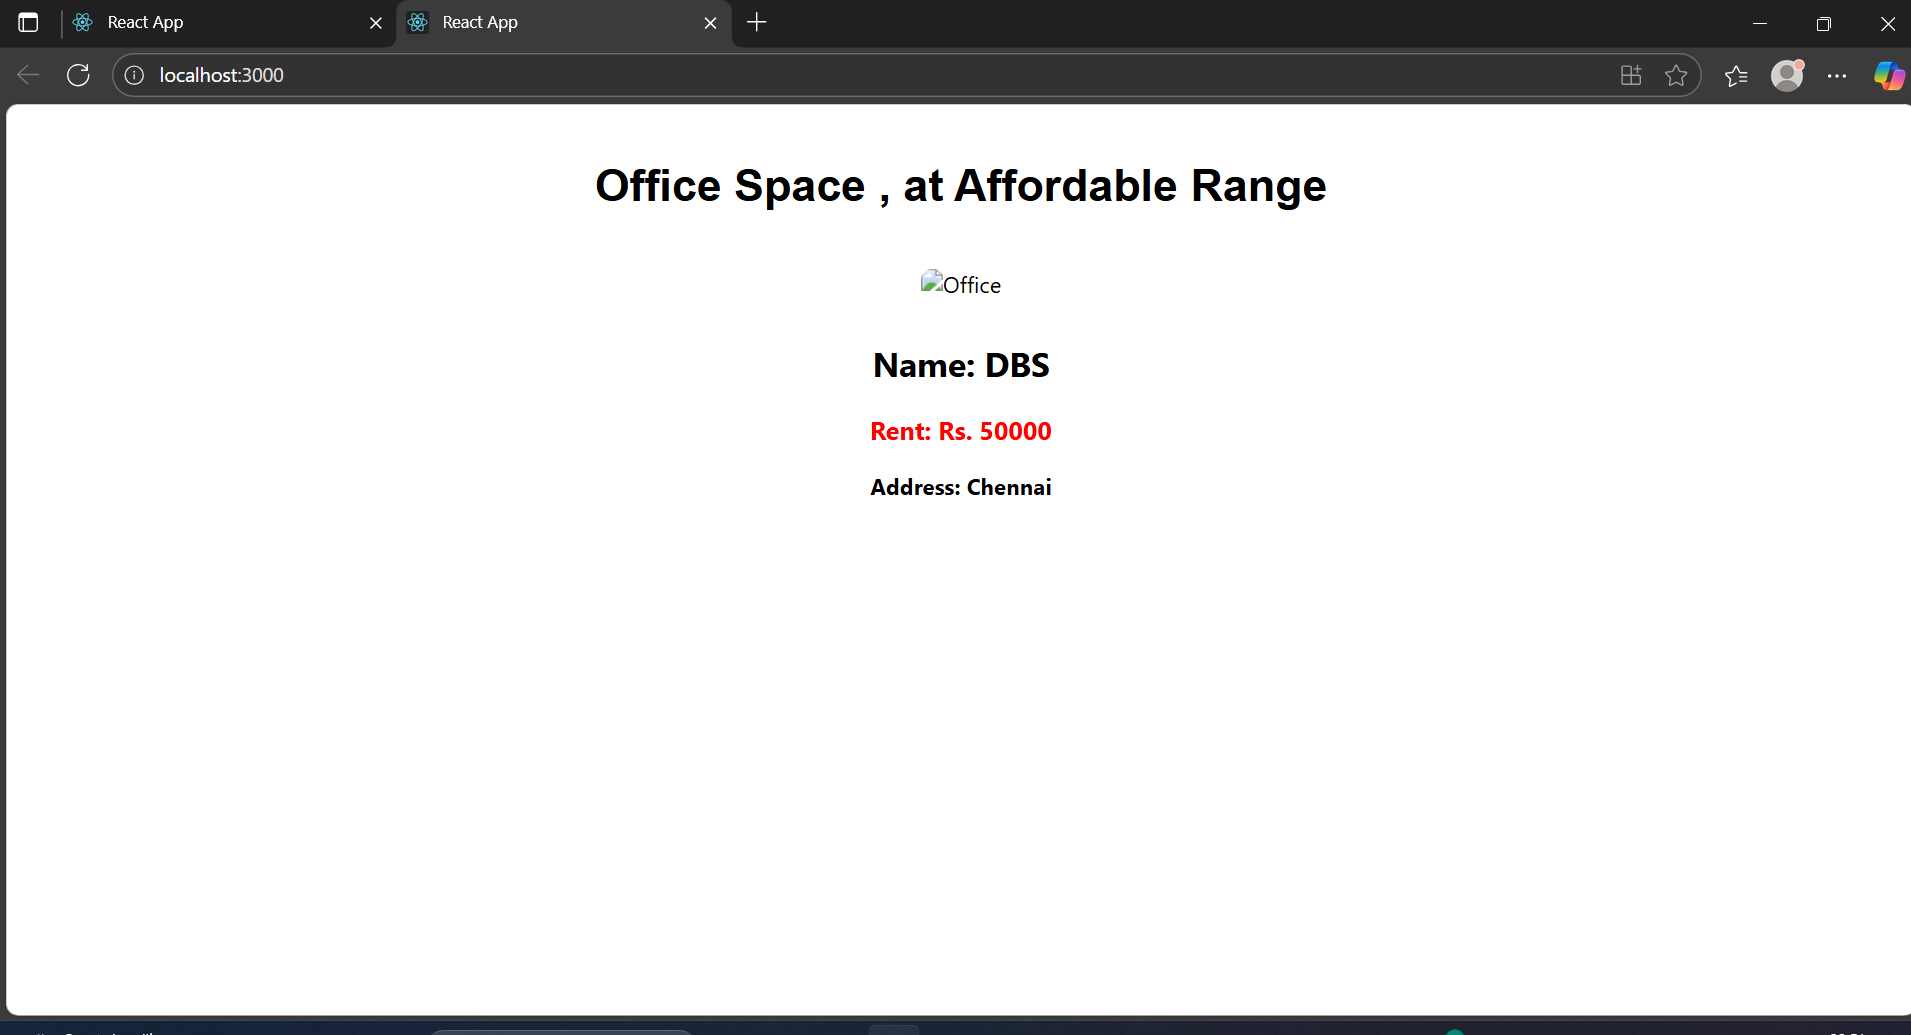 React App
React App
localhost:3000
Office Space , at Affordable Range
Office
Name: DBS
Rent: Rs. 50000
Address: Chennai